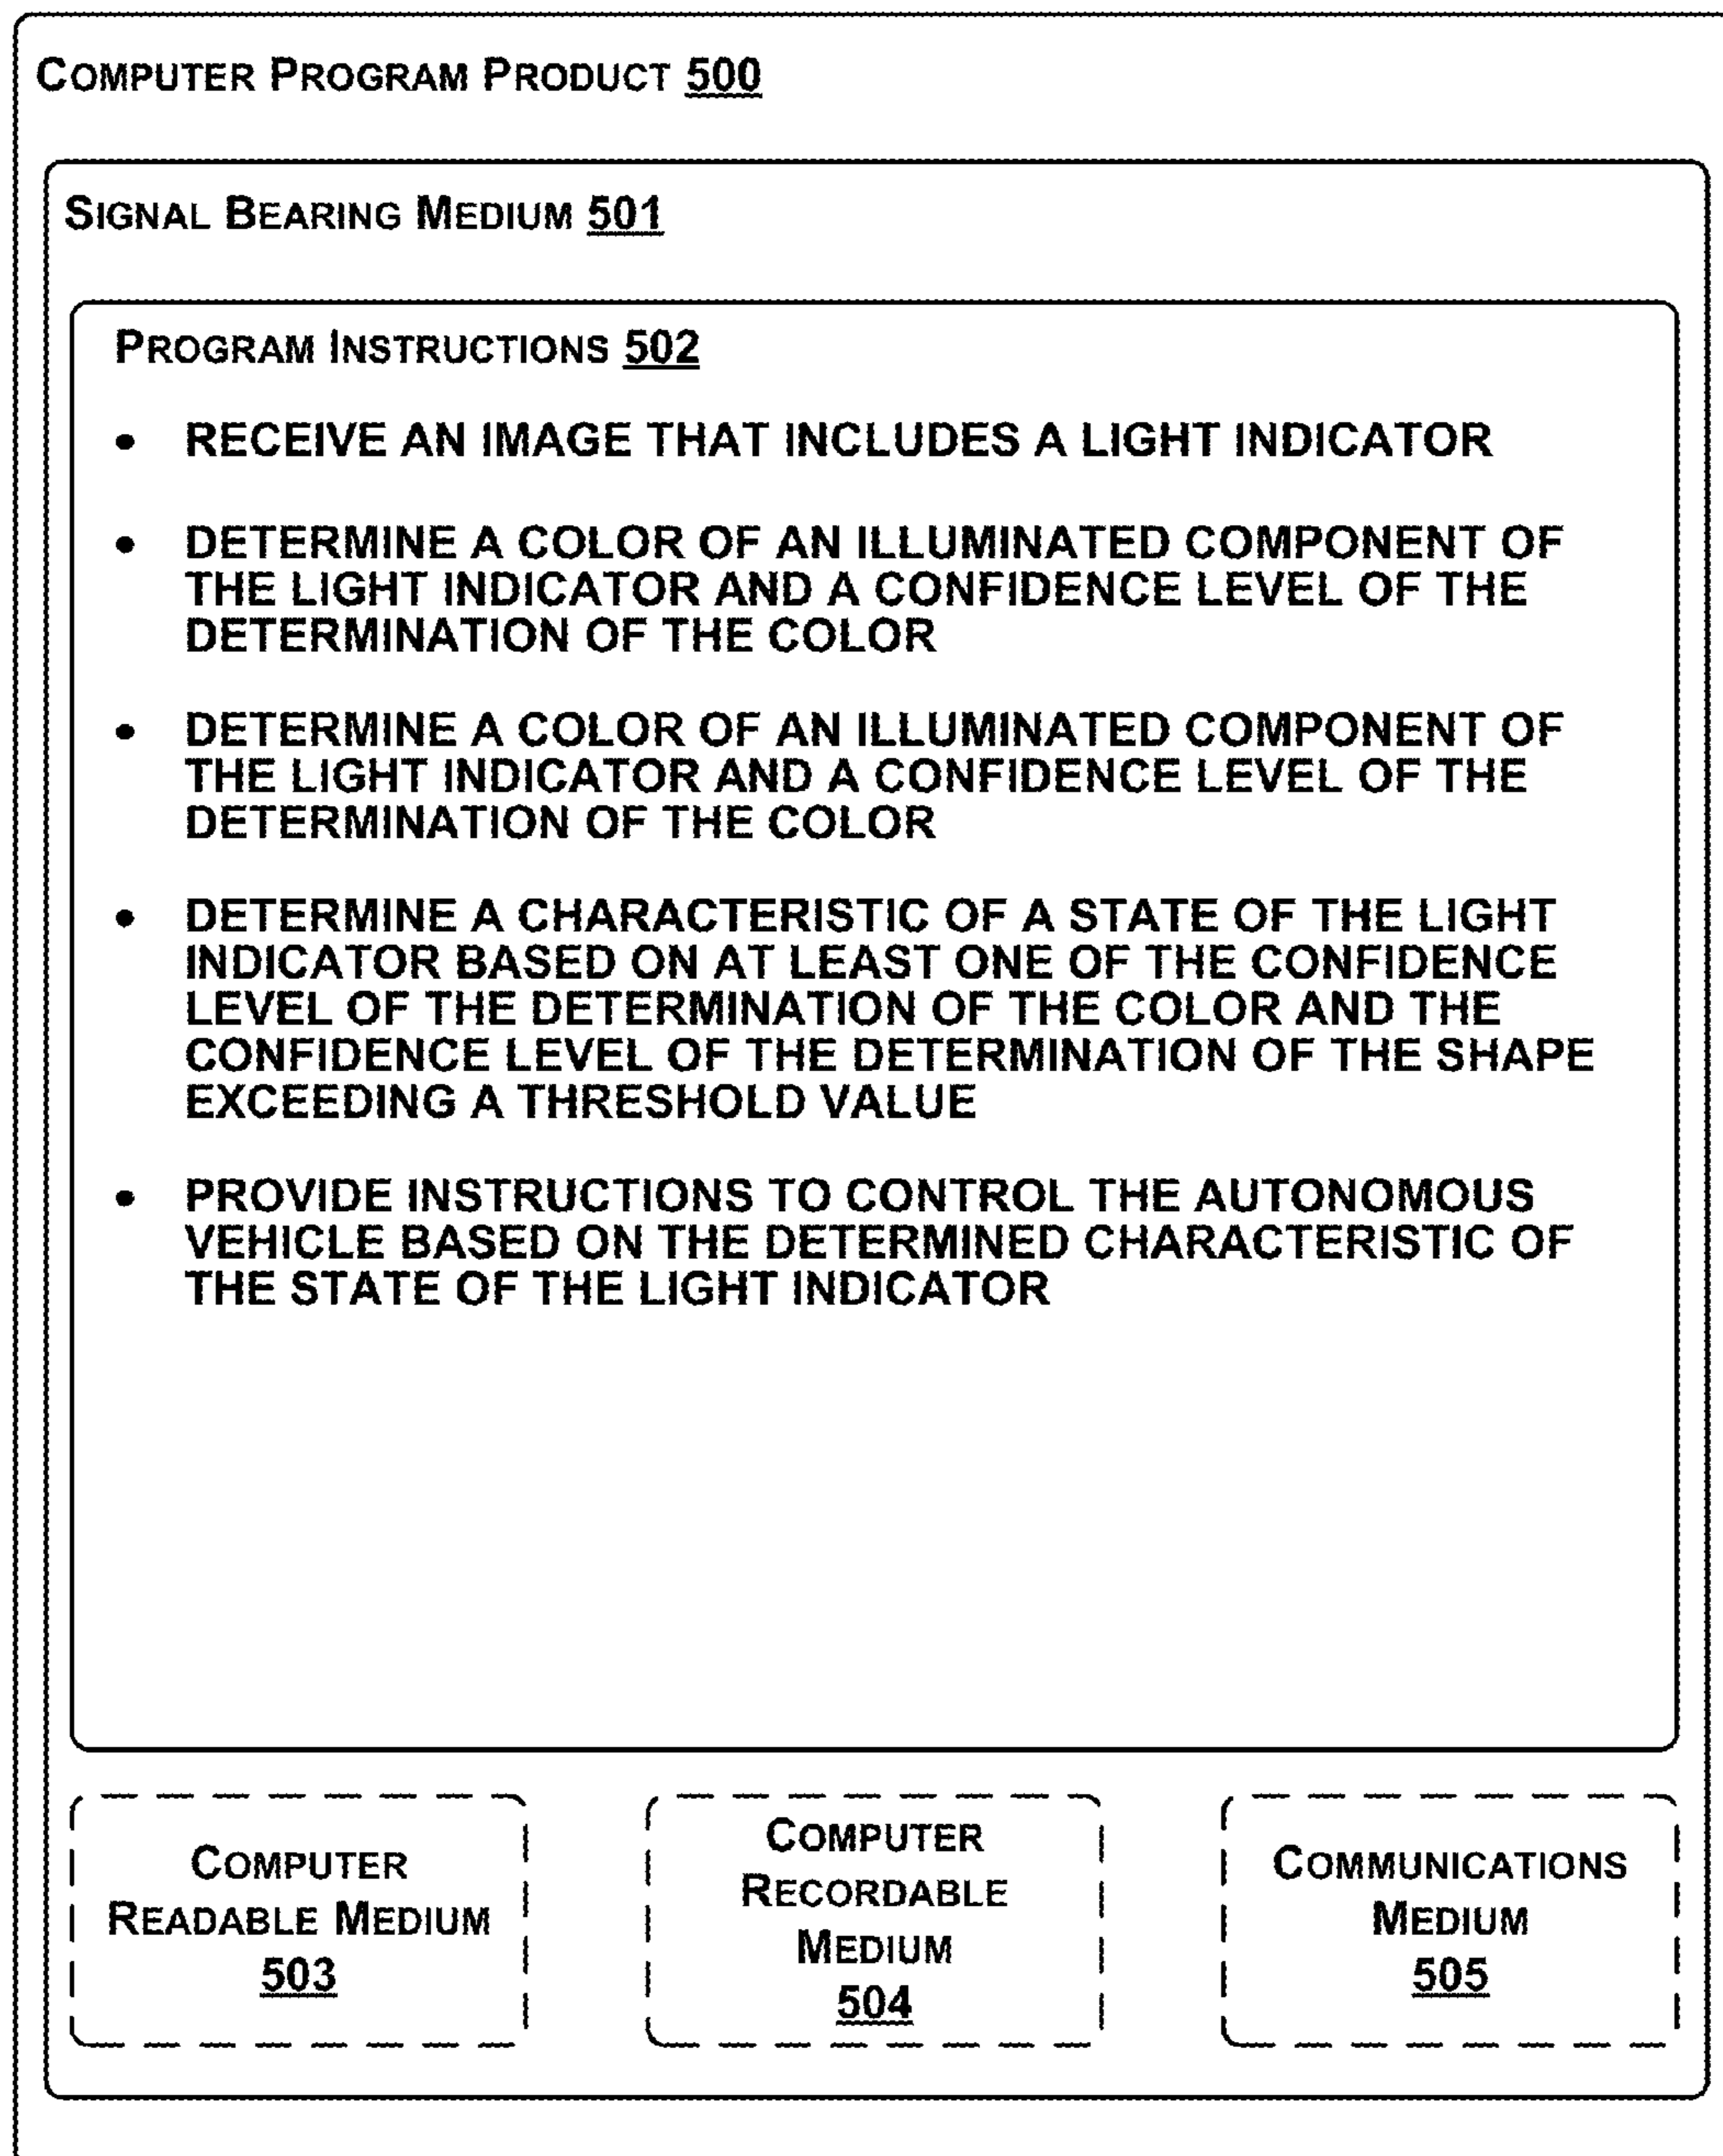 COMPUTER PROGRAM PRODUCT 500
SIGNAL BEARING MEDIUM 501
PROGRAM INSTRUCTIONS 502
• RECEIVE AN IMAGE THAT INCLUDES A LIGHT INDICATOR
• DETERMINE A COLOR OF AN ILLUMINATED COMPONENT OF
THE LIGHT INDICATOR AND A CONFIDENCE LEVEL OF THE
DETERMINATION OF THE COLOR
• DETERMINE A COLOR OF AN ILLUMINATED COMPONENT OF
THE LIGHT INDICATOR AND A CONFIDENCE LEVEL OF THE
DETERMINATION OF THE COLOR
• DETERMINE A CHARACTERISTIC OF A STATE OF THE LIGHT
INDICATOR BASED ON AT LEAST ONE OF THE CONFIDENCE
LEVEL OF THE DETERMINATION OF THE COLOR AND THE
CONFIDENCE LEVEL OF THE DETERMINATION OF THE SHAPE
EXCEEDING A THRESHOLD VALUE
• PROVIDE INSTRUCTIONS TO CONTROL THE AUTONOMOUS
VEHICLE BASED ON THE DETERMINED CHARACTERISTIC OF
THE STATE OF THE LIGHT INDICATOR
COMPUTER
READABLE MEDIUM
503
COMPUTER
RECORDABLE
MEDIUM
504
COMMUNICATIONS
MEDIUM
505